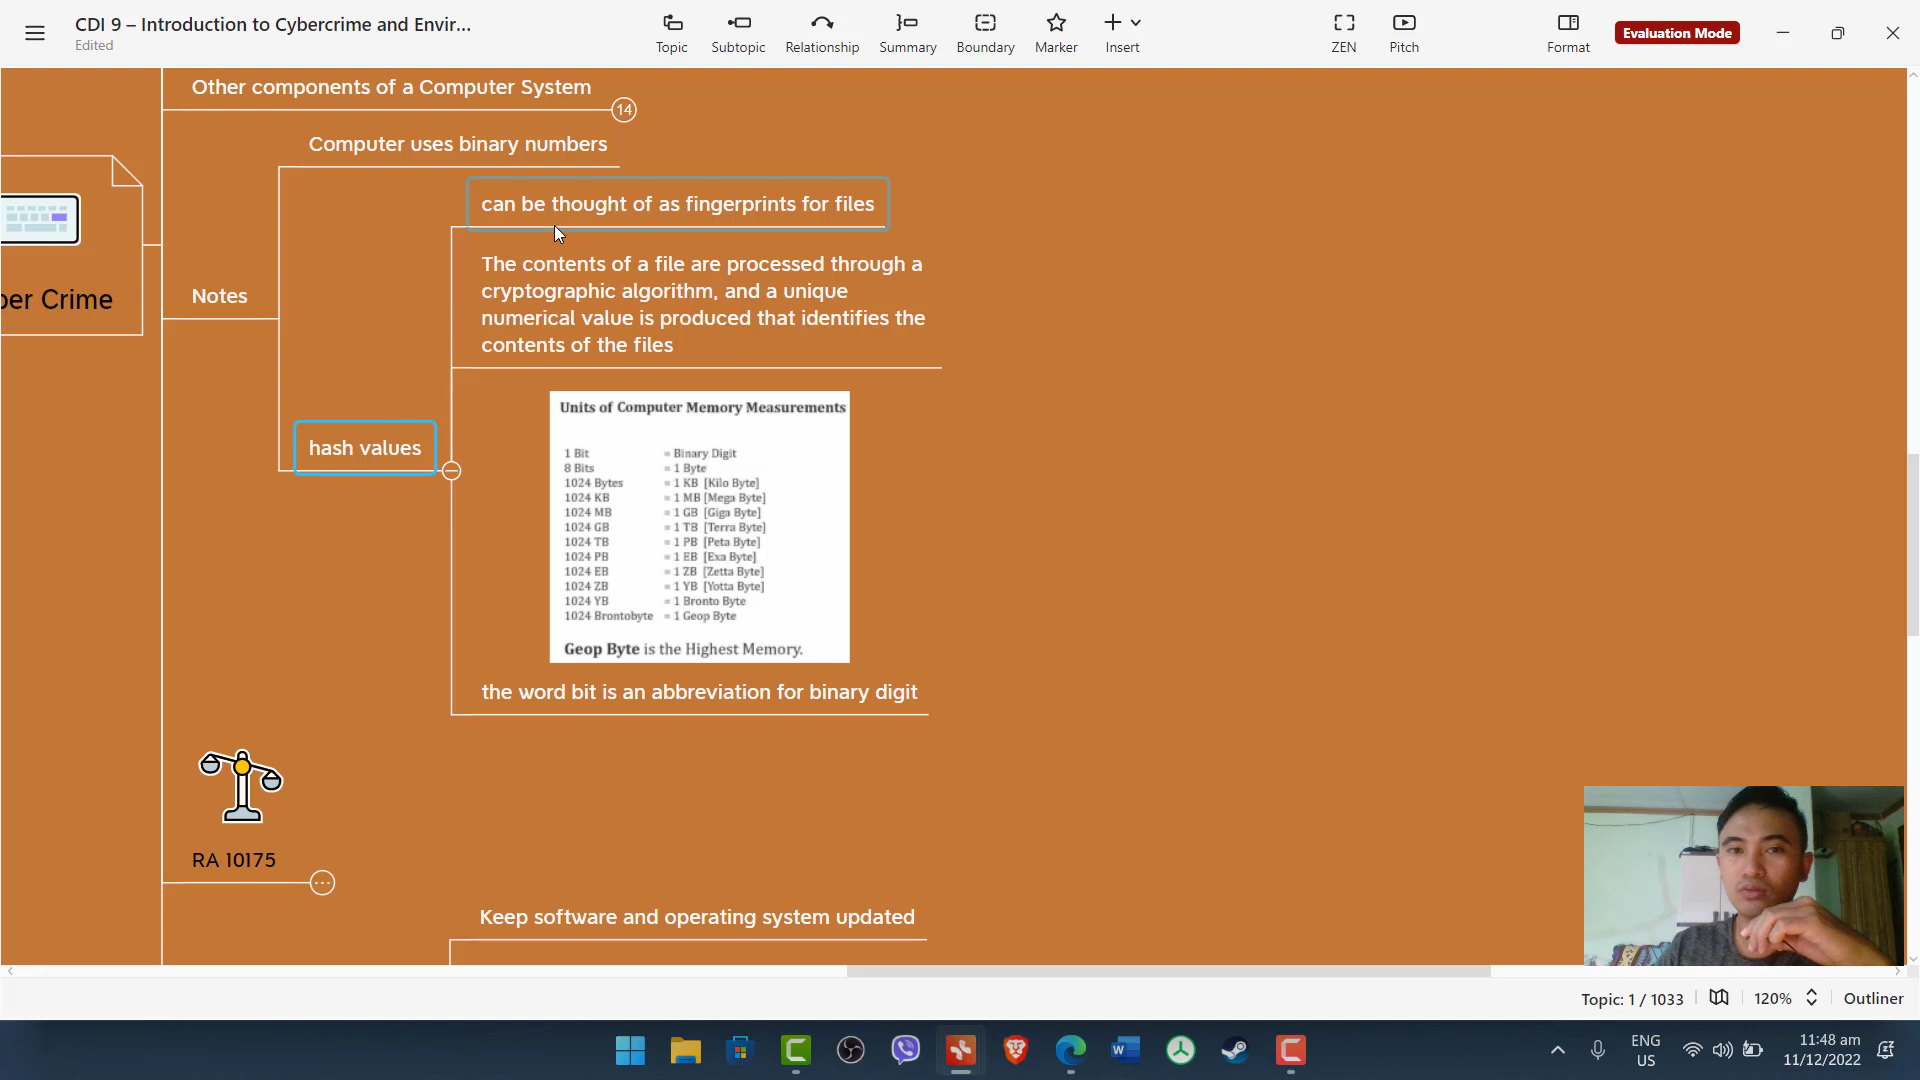 CDI 9 – Introduction to Cybercrime and Envir...
Edited
Topic
Subtopic
Relationship
Summary
Boundary
Marker
Insert
ZEN
Pitch
Format
Evaluation Mode
Other components of a Computer System
14
Computer uses binary numbers
can be thought of as fingerprints for files
The contents of a file are processed through a
cryptographic algorithm, and a unique
numerical value is produced that identifies the
contents of the files
Notes
per Crime
hash values
Units of Computer Memory Measurements
1 Bit = Binary Digit
8 Bits = 1 Byte
1024 Bytes = 1 KB [Kilo Byte]
1024 KB = 1 MB [Mega Byte]
1024 MB = 1 GB [Giga Byte]
1024 GB = 1 TB [Terra Byte]
1024 TB = 1 PB [Peta Byte]
1024 PB = 1 EB [Exa Byte]
1024 EB = 1 ZB [Zetta Byte]
1024 ZB = 1 YB [Yotta Byte]
1024 YB = 1 Bronto Byte
1024 Brontobyte = 1 Geop Byte
Geop Byte is the Highest Memory.
the word bit is an abbreviation for binary digit
RA 10175
Keep software and operating system updated
Topic: 1 / 1033
120%
Outliner
ENG
US
11:48 am
11/12/2022